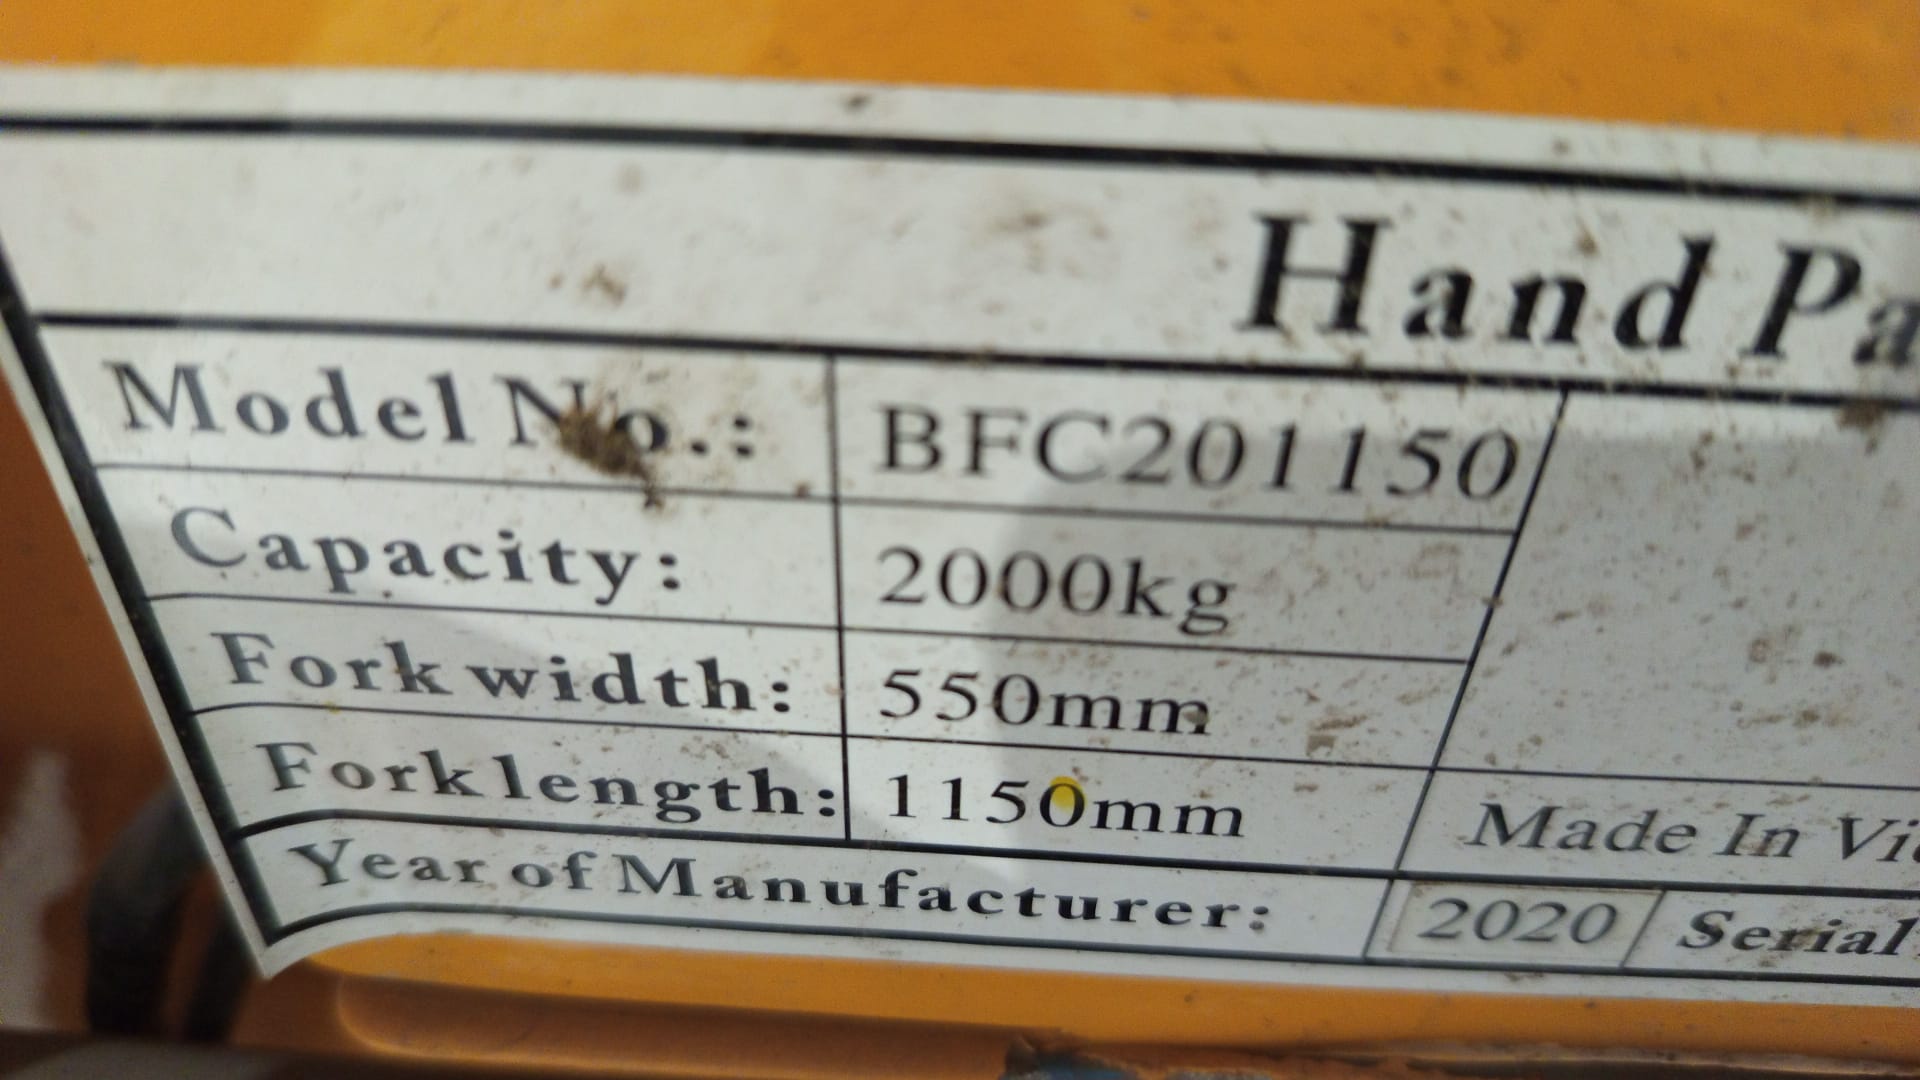 Hand Pa
Model No.: BFC201150
Capacity: 2000kg
Fork width: 550mm
Fork length: 1150mm
Made In Vi
Year of Manufacturer: 2020 Serial